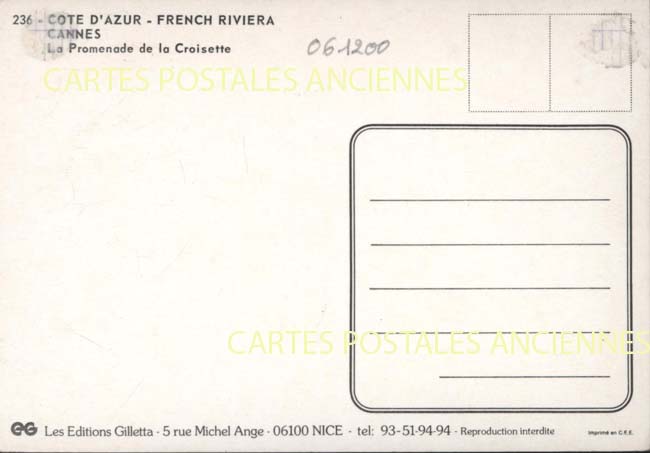 236 - COTE D'AZUR - FRENCH RIVIERA
CANNES
La Promenade de la Croisette
061200
CARTES POSTALES ANCIENNES
CARTES POSTALES ANCIENNES
EG Les Editions Gilletta - 5 rue Michel Ange - 06100 NICE - tel: 93-51-94-94 - Reproduction interdite
Imprimé en C.E.E.